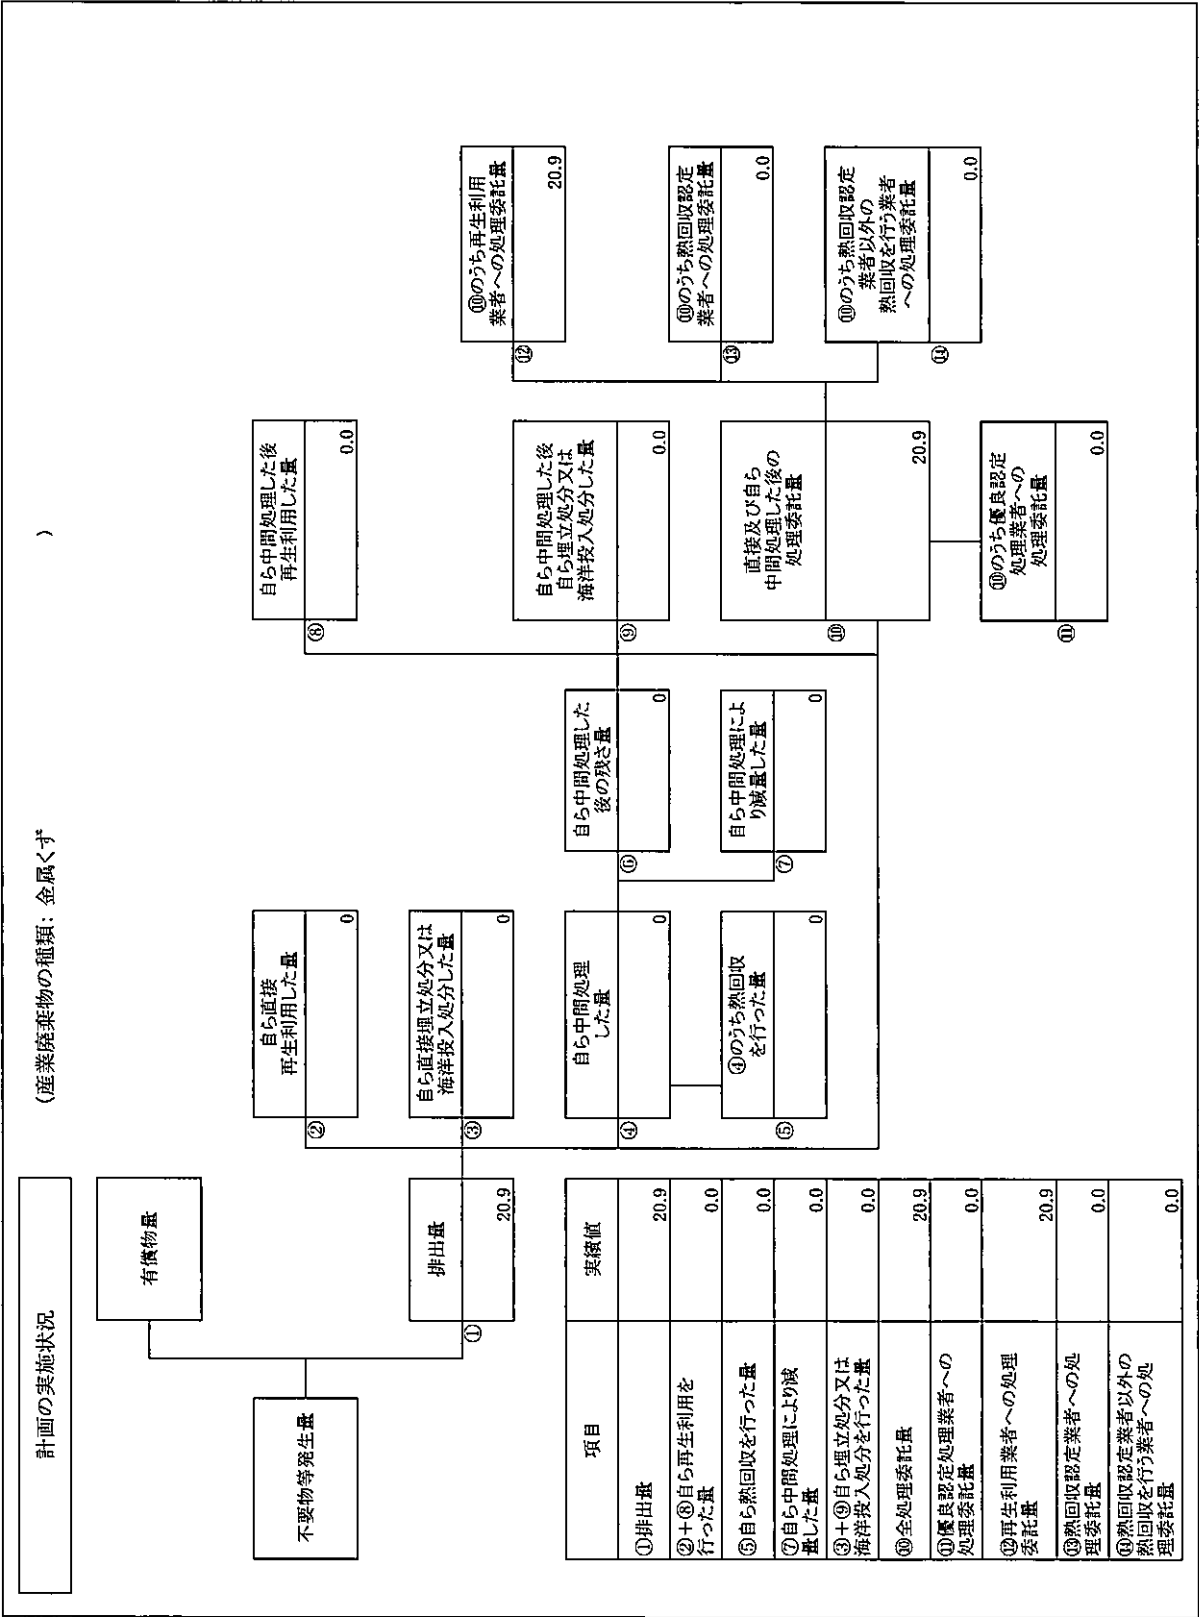 計画の実施状況
(産業廃棄物の種類: 金属くず )
不要物等発生量
有償物量
①
排出量
20.9
②
自ら直接
再生利用した量
0
③
自ら直接埋立処分又は
海洋投入処分した量
0
④
自ら中間処理
した量
0
⑤
④のうち熱回収
を行った量
0
⑥
自ら中間処理した
後の残さ量
0
⑦
自ら中間処理によ
り減量した量
0
⑧
自ら中間処理した後
再生利用した量
0.0
⑨
自ら中間処理した後
自ら埋立処分又は
海洋投入処分した量
0.0
⑩
直接及び自ら
中間処理した後の
処理委託量
20.9
⑪
⑩のうち優良認定
処理業者への
処理委託量
0.0
⑫
⑩のうち再生利用
業者への処理委託量
20.9
⑬
⑩のうち熱回収認定
業者への処理委託量
0.0
⑭
⑩のうち熱回収認定
業者以外の
熱回収を行う業者
への処理委託量
0.0
項目 実績値
①排出量 20.9
②+⑧自ら再生利用を
行った量 0.0
⑤自ら熱回収を行った量 0.0
⑦自ら中間処理により減
量した量 0.0
③+⑨自ら埋立処分又は
海洋投入処分を行った量 0.0
⑩全処理委託量 20.9
⑪優良認定処理業者への
処理委託量 0.0
⑫再生利用業者への処理
委託量 20.9
⑬熱回収認定業者への処
理委託量 0.0
⑭熱回収認定業者以外の
熱回収を行う業者への処
理委託量 0.0